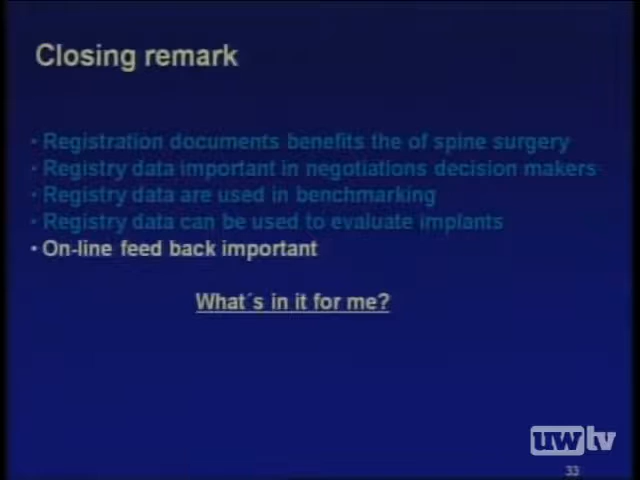 Closing remark
· Registration documents benefits the of spine surgery
· Registry data important in negotiations decision makers
· Registry data are used in benchmarking
· Registry data can be used to evaluate implants
· On-line feed back important
What´s in it for me?
uwtv
33